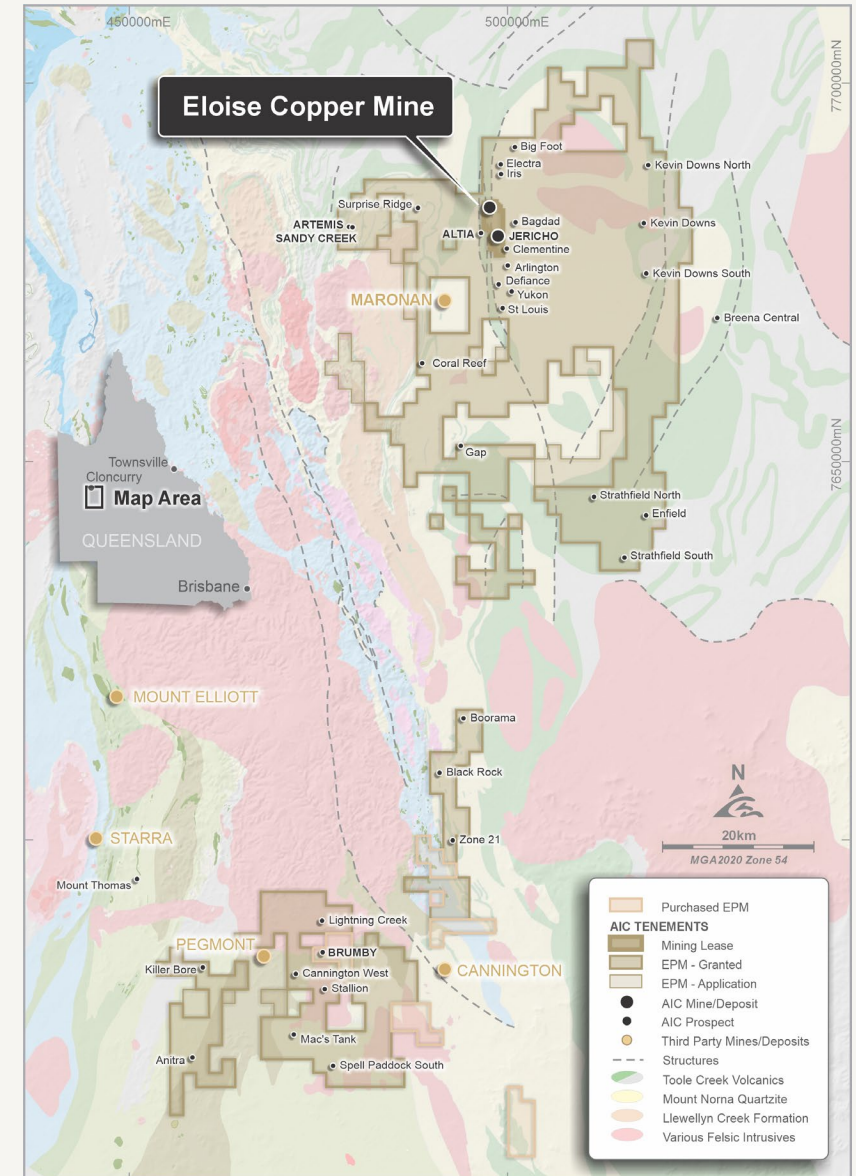 450000mE
500000mE
7700000mN
Eloise Copper Mine
Big Foot
Electra
Iris
Kevin Downs North
Surprise Ridge
ARTEMIS
SANDY CREEK
ALTIA
Bagdad
JERICHO
Clementine
Kevin Downs
Arlington
Defiance
Yukon
St Louis
Kevin Downs South
MARONAN
Breena Central
Coral Reef
7650000mN
Gap
Townsville
Cloncurry
Map Area
QUEENSLAND
Brisbane
Strathfield North
Enfield
Strathfield South
MOUNT ELLIOTT
Boorama
Black Rock
N
20km
MGA2020 Zone 54
STARRA
Zone 21
Mount Thomas
Lightning Creek
PEGMONT
BRUMBY
Killer Bore
Cannington West
CANNINGTON
Stallion
Mac's Tank
Anitra
Spell Paddock South
Purchased EPM
AIC TENEMENTS
Mining Lease
EPM - Granted
EPM - Application
AIC Mine/Deposit
AIC Prospect
Third Party Mines/Deposits
Structures
Toole Creek Volcanics
Mount Norna Quartzite
Llewellyn Creek Formation
Various Felsic Intrusives